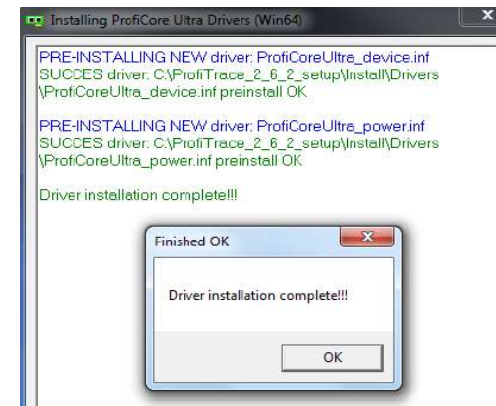 Installing ProfiCore Ultra Drivers (Win64)
PRE-INSTALLING NEW driver: ProfiCoreUltra_device.inf
SUCCES driver: C:\ProfiTrace_2_6_2_setup\Install\Drivers
\ProfiCoreUltra_device.inf preinstall OK
PRE-INSTALLING NEW driver: ProfiCoreUltra_power.inf
SUCCES driver: C:\ProfiTrace_2_6_2_setup\Install\Drivers
\ProfiCoreUltra_power.inf preinstall OK
Driver installation complete!!!
Finished OK
Driver installation complete!!!
OK